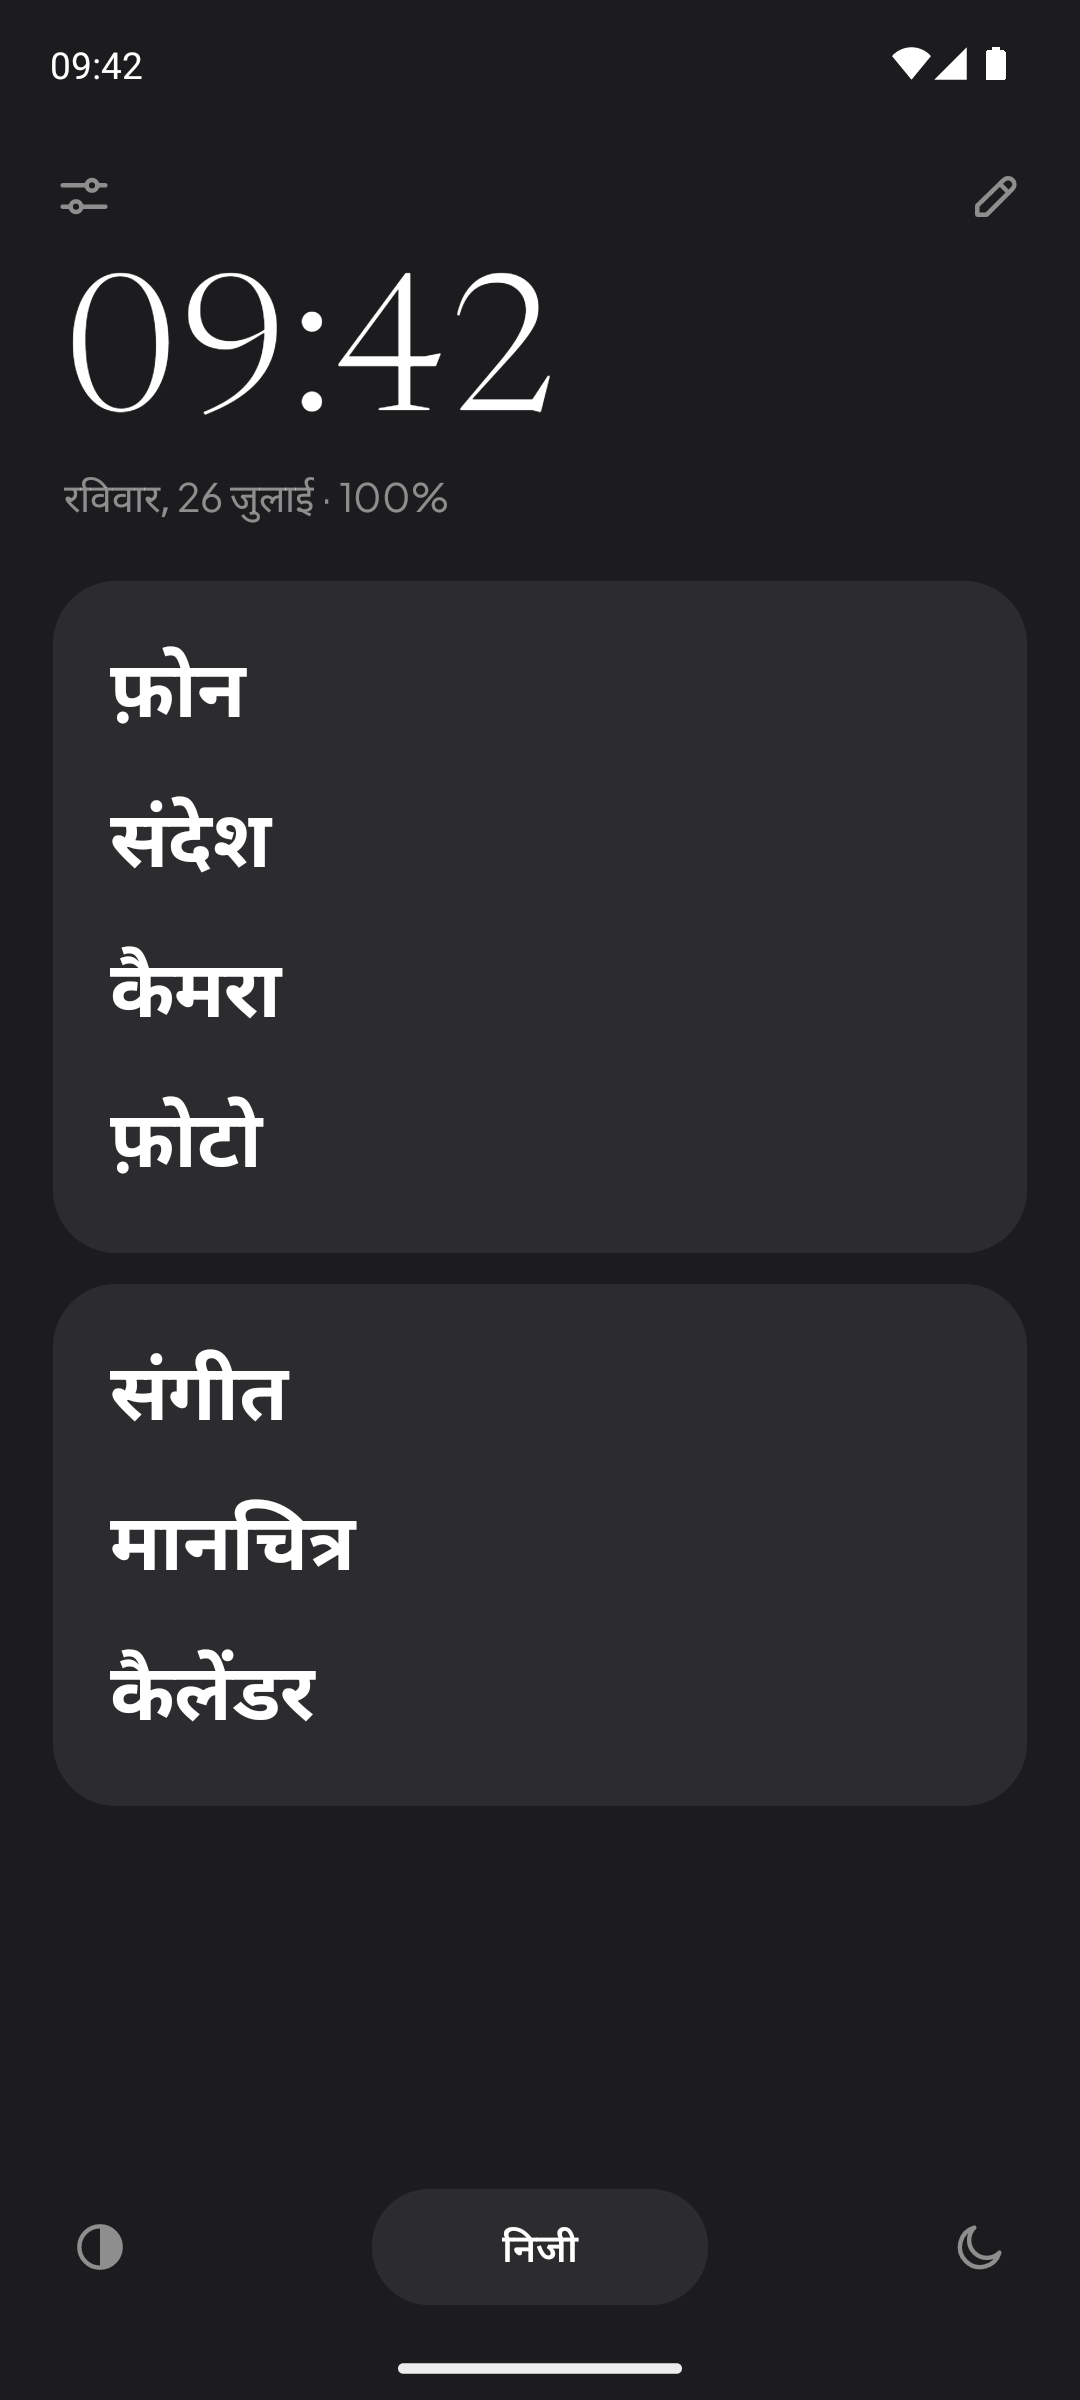 09:42
09:42
रविवार, 26 जुलाई · 100%
फ़ोन
संदेश
कैमरा
फ़ोटो
संगीत
मानचित्र
कैलेंडर
निजी